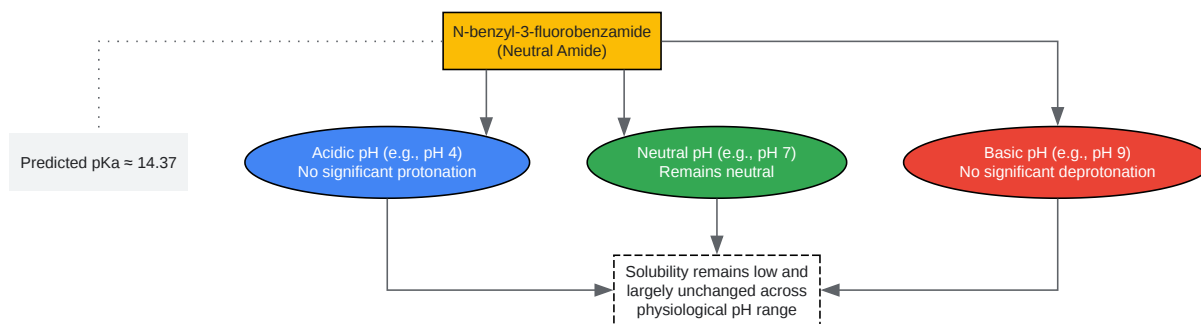 N-benzyl-3-fluorobenzamide
(Neutral Amide)
Predicted pKa ≈ 14.37
Acidic pH (e.g., pH 4)
No significant protonation
Neutral pH (e.g., pH 7)
Remains neutral
Basic pH (e.g., pH 9)
No significant deprotonation
Solubility remains low and
largely unchanged across
physiological pH range